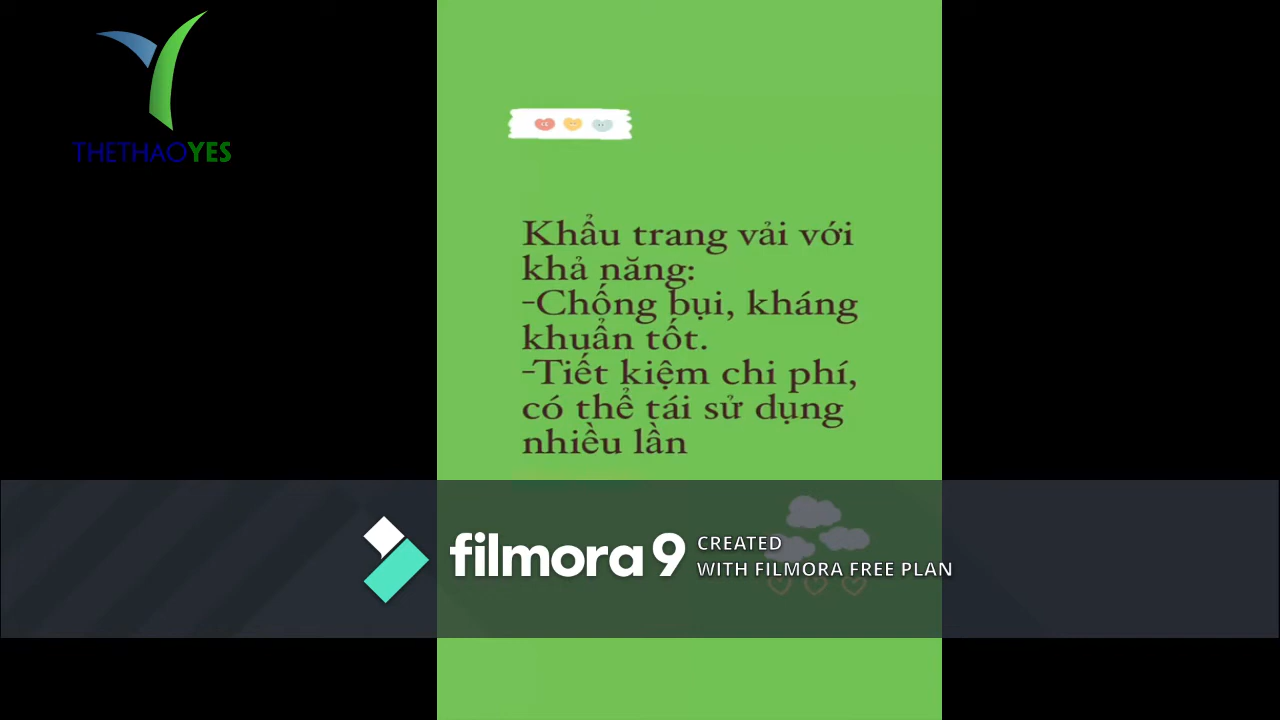 THETHAOYES
Khẩu trang vải với
khả năng:
-Chống bụi, kháng
khuẩn tốt.
-Tiết kiệm chi phí,
có thể tái sử dụng
nhiều lần
filmora 9
CREATED
WITH FILMORA FREE PLAN